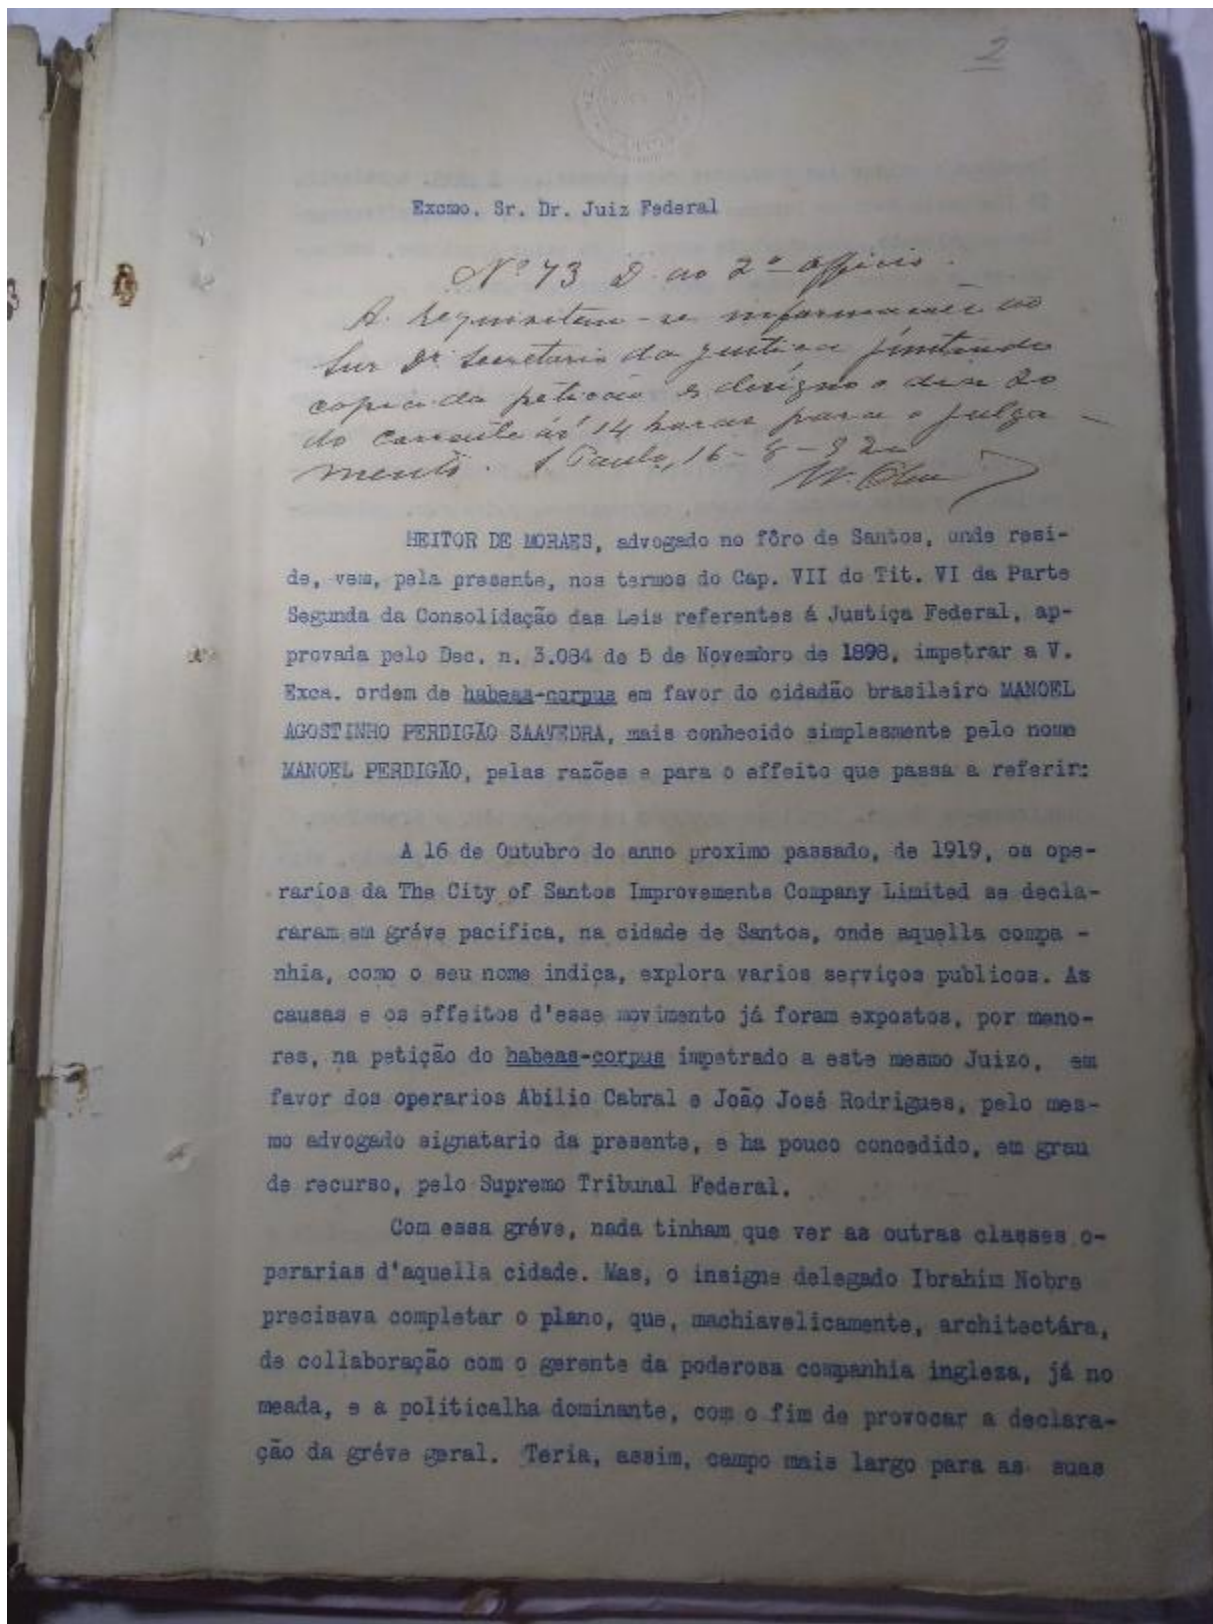 2
Excmo. Sr. Dr. Juiz Federal
Nº 73 D. ao 2º officio.
A. requisitem-se informações ao
Snr. Dr. Secretario da Justiça
copia da petição e designo o dia 20
do corrente ás 14 horas para o julga-
mento. S. Paulo, 16-8-920
HEITOR DE MORAES, advogado no fôro de Santos, onde resi-
de, vem, pela presente, nos termos do Cap. VII do Tit. VI da Parte
Segunda da Consolidação das Leis referentes á Justiça Federal, ap-
provada pelo Dec. n. 3.084 de 5 de Novembro de 1898, impetrar a V.
Exca. ordem de habeas-corpus em favor do cidadão brasileiro MANOEL
AGOSTINHO PERDIGÃO SAAVEDRA, mais conhecido simplesmente pelo nome
MANOEL PERDIGÃO, pelas razões e para o effeito que passa a referir:
A 16 de Outubro do anno proximo passado, de 1919, os ope-
rarios da The City of Santos Improvements Company Limited se decla-
raram em gréve pacifica, na cidade de Santos, onde aquella compa -
nhia, como o seu nome indica, explora varios serviços publicos. As
causas e os effeitos d'esse movimento já foram expostos, por meno-
res, na petição do habeas-corpus impetrado a este mesmo Juizo, em
favor dos operarios Abilio Cabral e João José Rodrigues, pelo mes-
mo advogado signatario da presente, e ha pouco concedido, em grau
de recurso, pelo Supremo Tribunal Federal.
Com essa gréve, nada tinham que ver as outras classes o-
perarias d'aquella cidade. Mas, o insigne delegado Ibrahim Nobre
precisava completar o plano, que, machiavelicamente, architectára,
de collaboração com o gerente da poderosa companhia ingleza, já no
meada, e a politicalha dominante, com o fim de provocar a declara-
ção da gréve geral. Teria, assim, campo mais largo para as suas